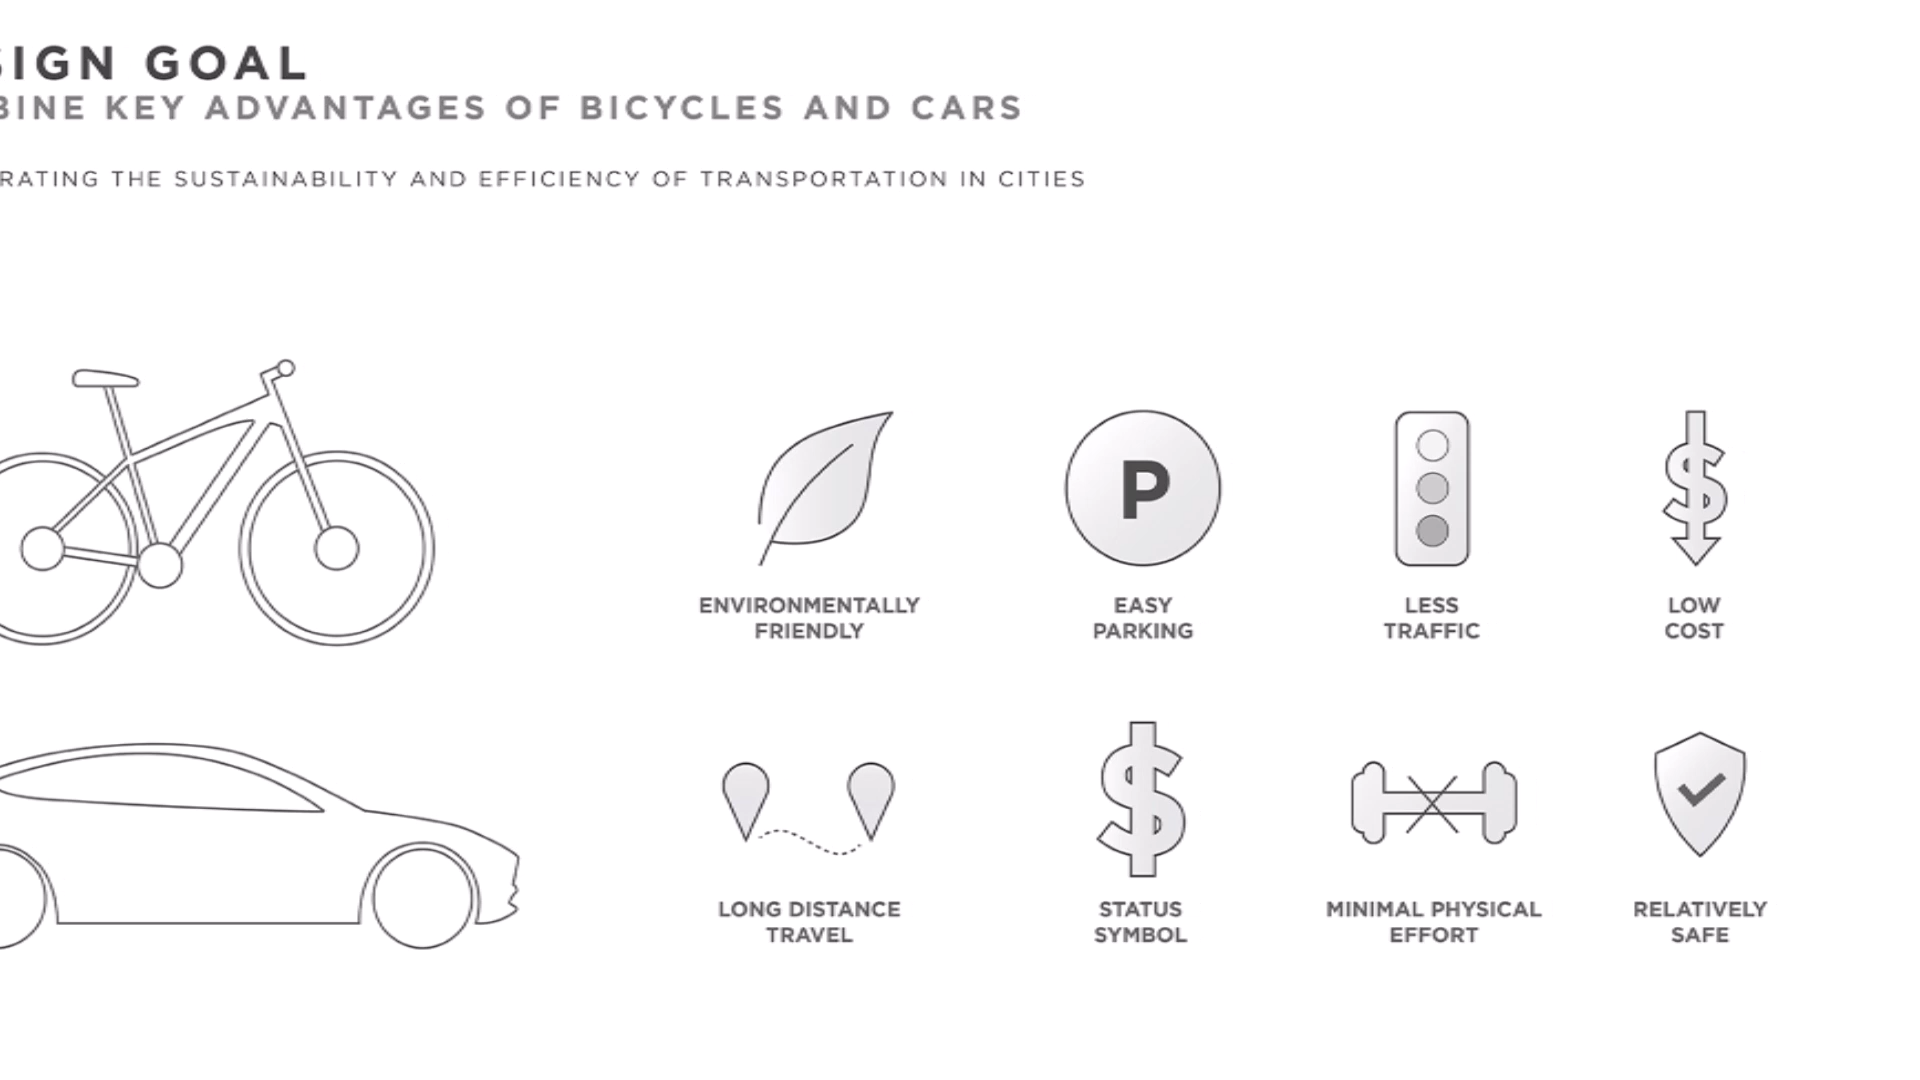 SIGN GOAL
BINE KEY ADVANTAGES OF BICYCLES AND CARS
RATING THE SUSTAINABILITY AND EFFICIENCY OF TRANSPORTATION IN CITIES
P
ENVIRONMENTALLY
FRIENDLY
EASY
PARKING
LESS
TRAFFIC
$
LOW
COST
LONG DISTANCE
TRAVEL
$
STATUS
SYMBOL
MINIMAL PHYSICAL
EFFORT
RELATIVELY
SAFE